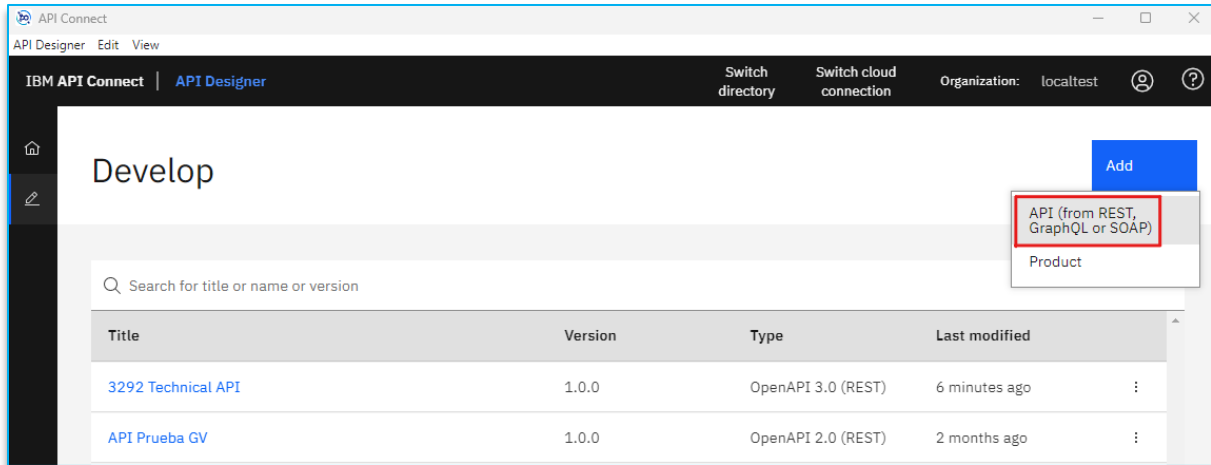 API Connect
API Designer Edit View
IBM API Connect | API Designer
Switch directory
Switch cloud connection
Organization: localtest
Develop
Add
API (from REST,
GraphQL or SOAP)
Product
Search for title or name or version
Title Version Type Last modified
3292 Technical API 1.0.0 OpenAPI 3.0 (REST) 6 minutes ago
API Prueba GV 1.0.0 OpenAPI 2.0 (REST) 2 months ago